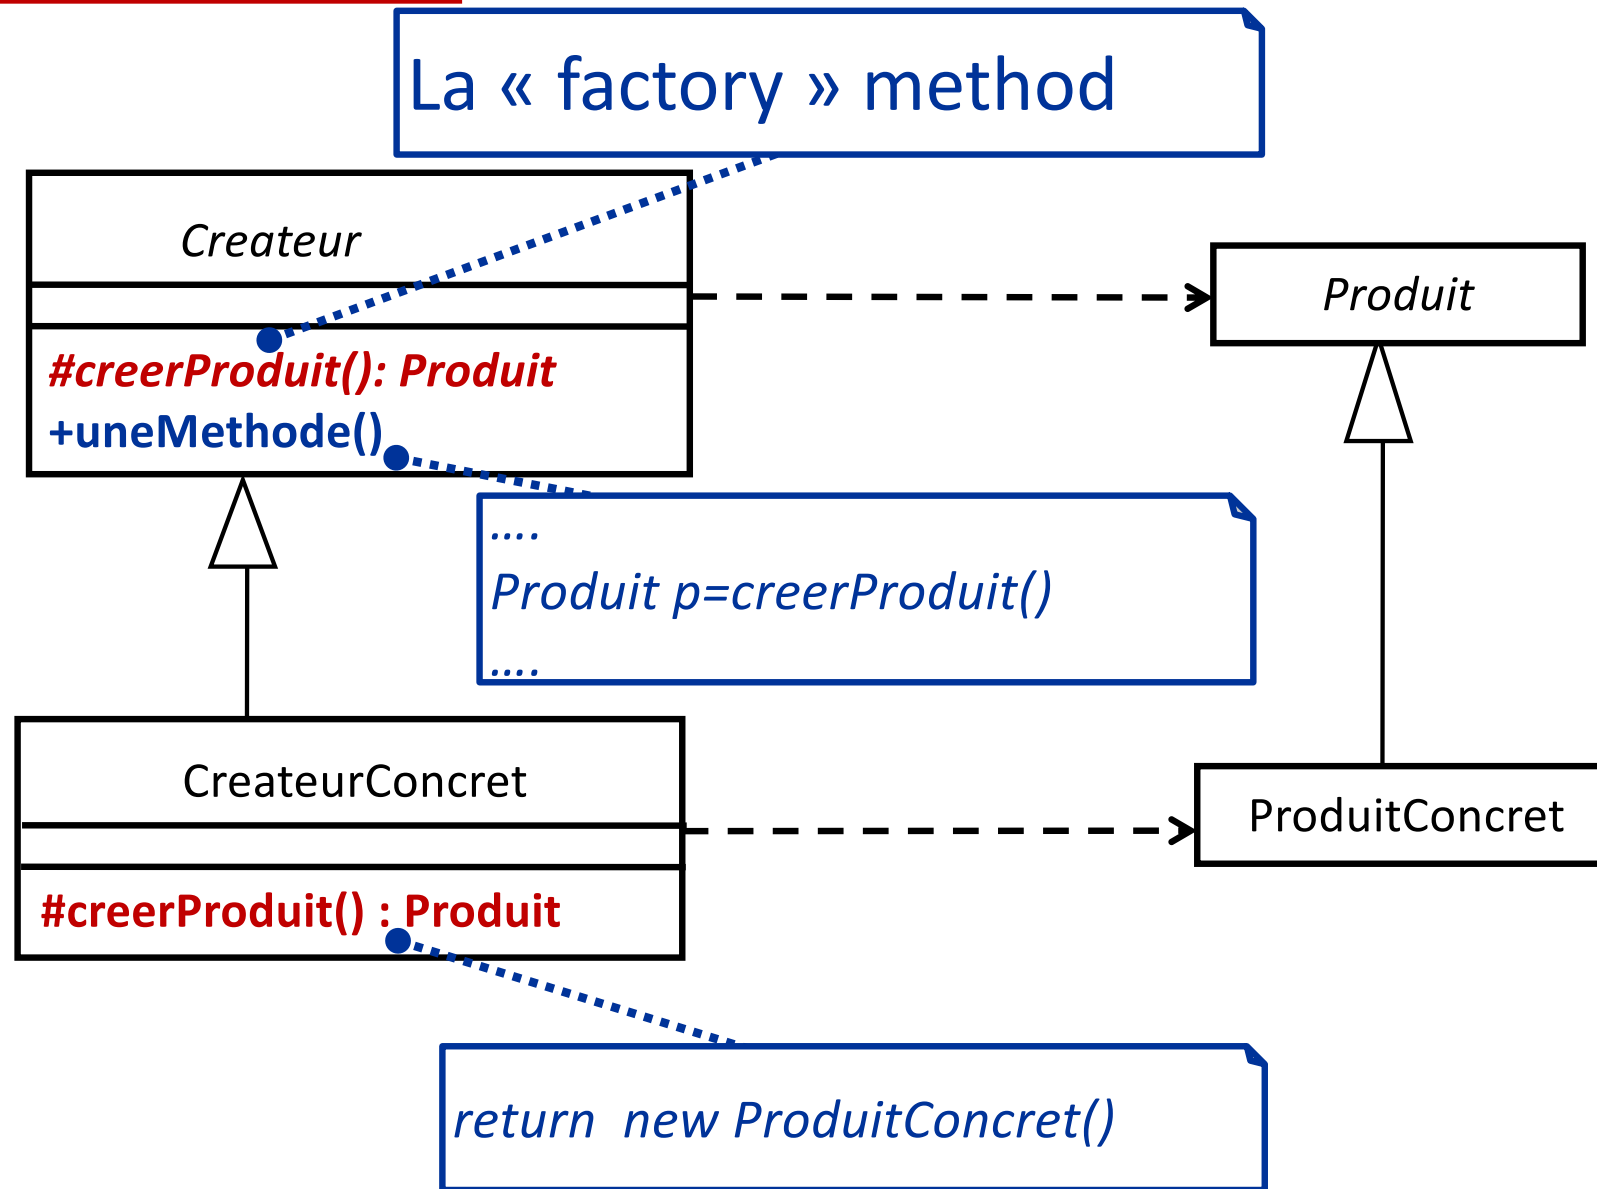 La « factory » method
Createur
#creerProduit(): Produit
+uneMethode()
Produit
....
Produit p=creerProduit()
....
CreateurConcret
#creerProduit() : Produit
ProduitConcret
return  new ProduitConcret()